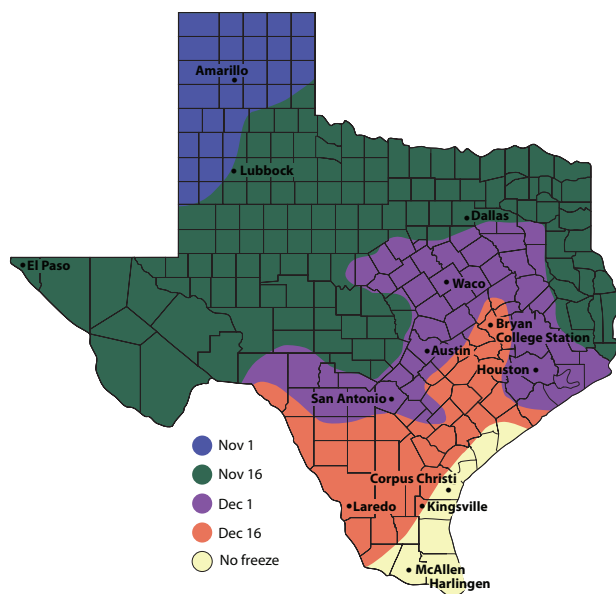 Amarillo
Lubbock
Dallas
El Paso
Waco
Bryan
College Station
Austin
Houston
San Antonio
Nov 1
Nov 16
Dec 1
Dec 16
No freeze
Corpus Christi
Laredo
Kingsville
McAllen
Harlingen